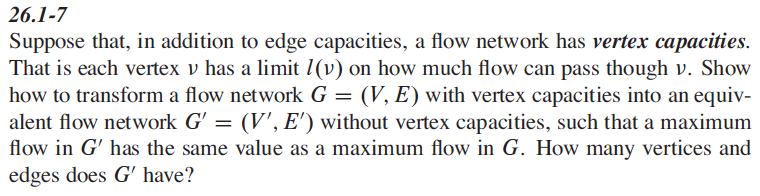 26.1-7
Suppose that, in addition to edge capacities, a flow network has vertex capacities.
That is each vertex v has a limit l(v) on how much flow can pass though v. Show
how to transform a flow network G = (V, E) with vertex capacities into an equiv-
alent flow network G′ = (V′, E′) without vertex capacities, such that a maximum
flow in G′ has the same value as a maximum flow in G. How many vertices and
edges does G′ have?